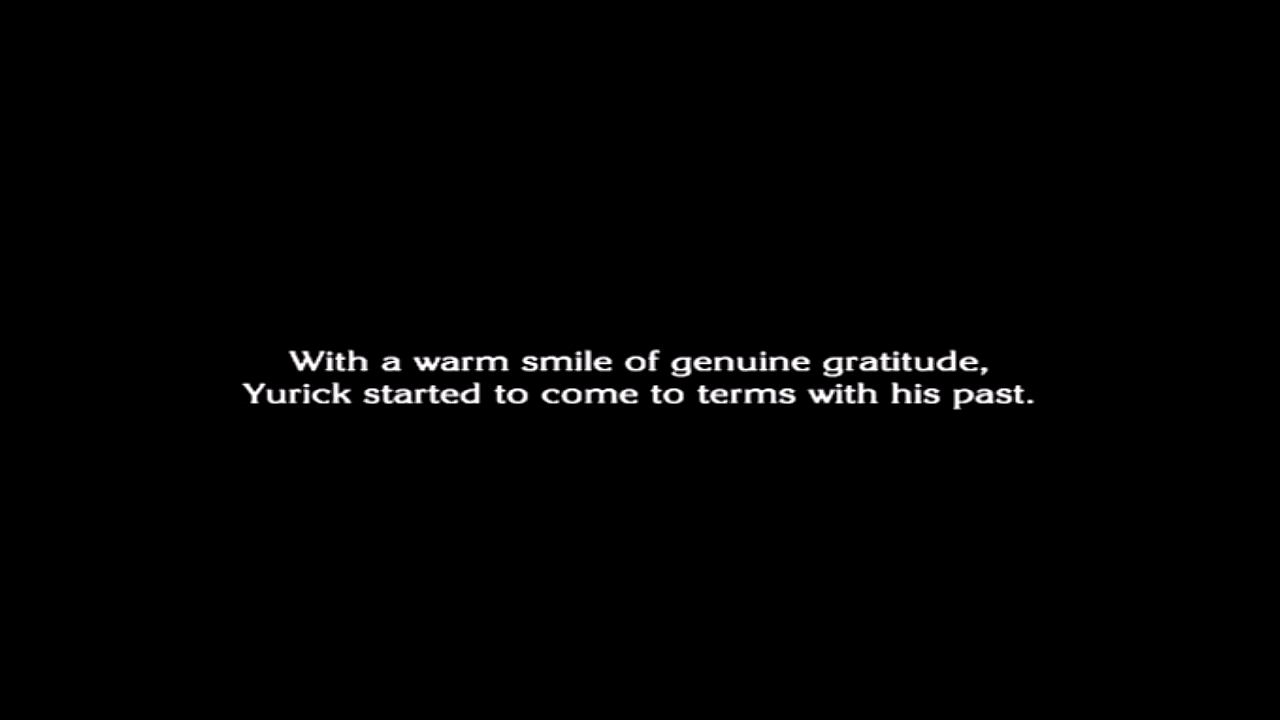 With a warm smile of genuine gratitude,
Yurick started to come to terms with his past.